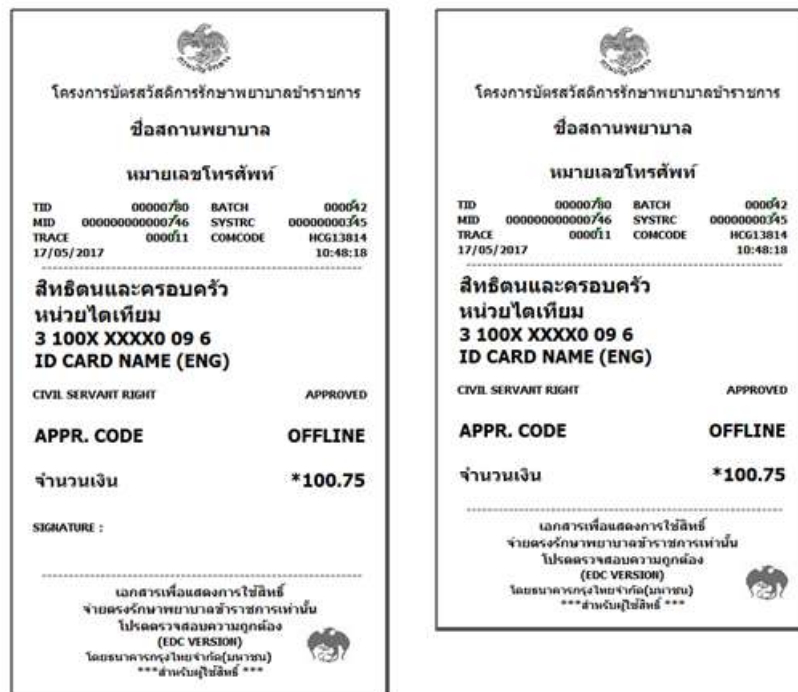 โครงการบัตรสวัสดิการรักษาพยาบาลข้าราชการ
ชื่อสถานพยาบาล
หมายเลขโทรศัพท์
TID 00000780 BATCH 000042
MID 000000000000746 SYSTRC 00000000345
TRACE 000011 COMCODE HCG13814
17/05/2017 10:48:18
สิทธิตนและครอบครัว
หน่วยไตเทียม
3 100X XXXX0 09 6
ID CARD NAME (ENG)
CIVIL SERVANT RIGHT APPROVED
APPR. CODE OFFLINE
จำนวนเงิน *100.75
SIGNATURE :
เอกสารเพื่อแสดงการใช้สิทธิ์
จ่ายตรงรักษาพยาบาลข้าราชการเท่านั้น
โปรดตรวจสอบความถูกต้อง
(EDC VERSION)
โดยธนาคารกรุงไทยจำกัด(มหาชน)
***สำหรับผู้ใช้สิทธิ์ ***
โครงการบัตรสวัสดิการรักษาพยาบาลข้าราชการ
ชื่อสถานพยาบาล
หมายเลขโทรศัพท์
TID 00000780 BATCH 000042
MID 000000000000746 SYSTRC 00000000345
TRACE 000011 COMCODE HCG13814
17/05/2017 10:48:18
สิทธิตนและครอบครัว
หน่วยไตเทียม
3 100X XXXX0 09 6
ID CARD NAME (ENG)
CIVIL SERVANT RIGHT APPROVED
APPR. CODE OFFLINE
จำนวนเงิน *100.75
เอกสารเพื่อแสดงการใช้สิทธิ์
จ่ายตรงรักษาพยาบาลข้าราชการเท่านั้น
โปรดตรวจสอบความถูกต้อง
(EDC VERSION)
โดยธนาคารกรุงไทยจำกัด(มหาชน)
***สำหรับผู้ใช้สิทธิ์ ***